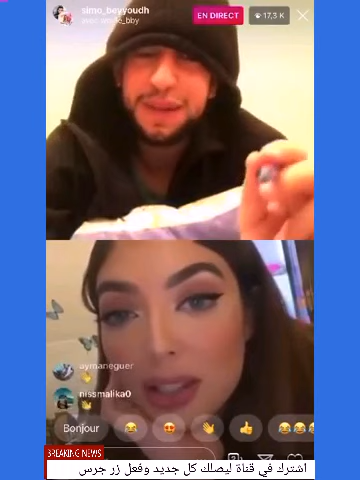 simo_beyyoudh
EN DIRECT
17,3 K
aymaneguer
nissmalika0
Bonjour
BREAKING NEWS
اشترك في قناة ليصلك كل جديد وفعل زر جرس